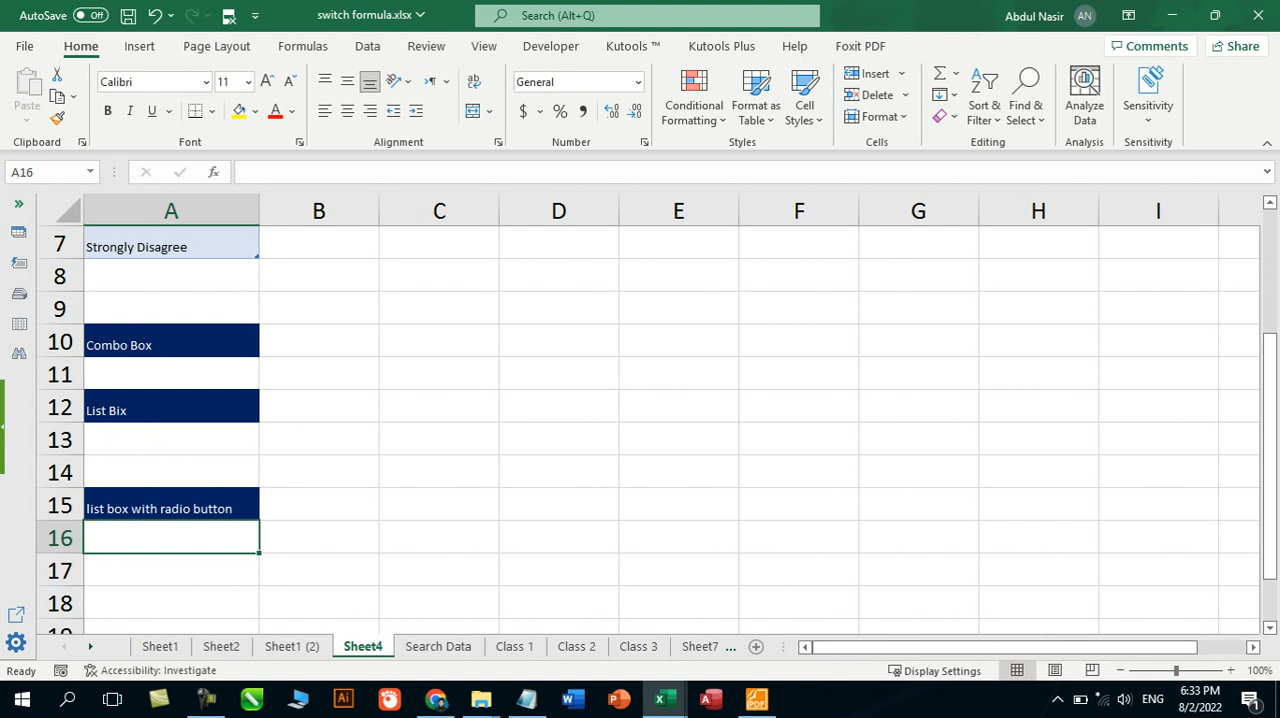 AutoSave Off switch formula.xlsx Search (Alt+Q) Abdul Nasir AN
File Home Insert Page Layout Formulas Data Review View Developer Kutools ™ Kutools Plus Help Foxit PDF Comments Share
Paste Calibri 11 A A B I U A ab General $ % Conditional Formatting Format as Table Cell Styles Insert Delete Format Sort & Filter Find & Select Analyze Data Sensitivity
Clipboard Font Alignment Number Styles Cells Editing Analysis Sensitivity
A16 fx
A B C D E F G H I
7 Strongly Disagree
8
9
10 Combo Box
11
12 List Bix
13
14
15 list box with radio button
16
17
18
19
Sheet1 Sheet2 Sheet1 (2) Sheet4 Search Data Class 1 Class 2 Class 3 Sheet7 ...
Ready Accessibility: Investigate Display Settings 100%
ENG 6:33 PM
8/2/2022 1